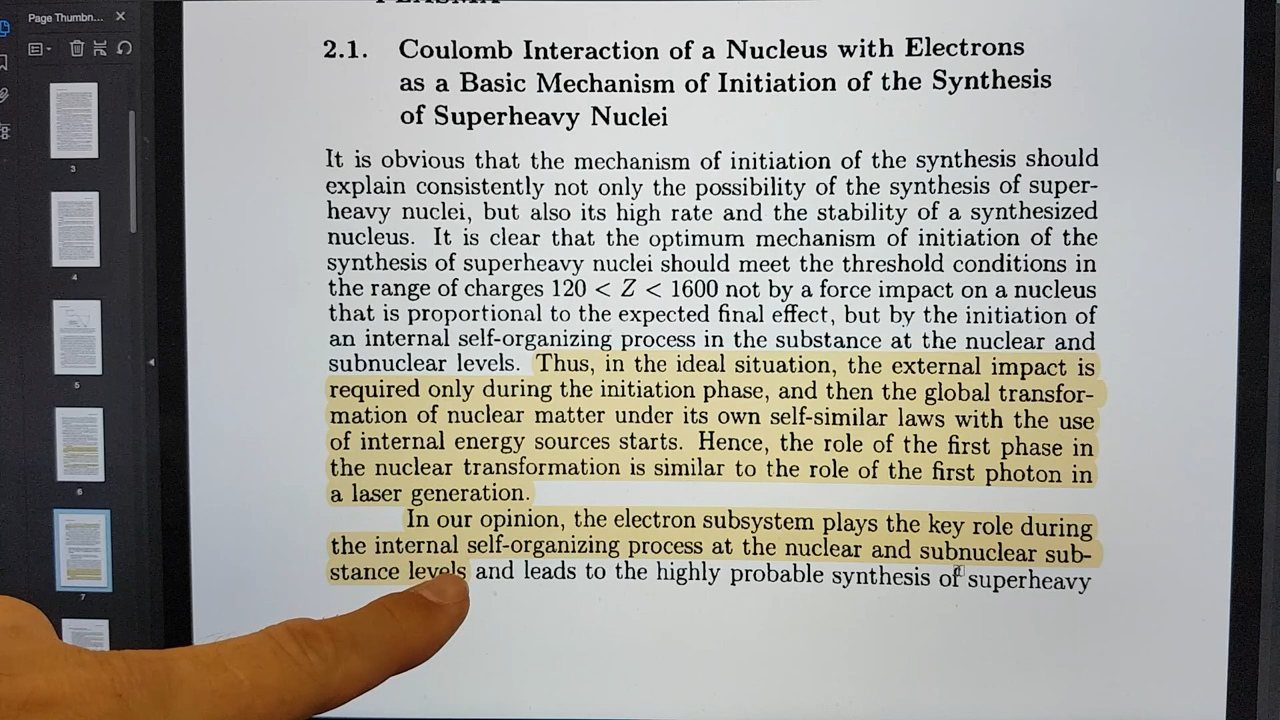 Page Thumbn...
PLASMA
2.1. Coulomb Interaction of a Nucleus with Electrons
as a Basic Mechanism of Initiation of the Synthesis
of Superheavy Nuclei
It is obvious that the mechanism of initiation of the synthesis should
explain consistently not only the possibility of the synthesis of super-
heavy nuclei, but also its high rate and the stability of a synthesized
nucleus. It is clear that the optimum mechanism of initiation of the
synthesis of superheavy nuclei should meet the threshold conditions in
the range of charges 120 < Z < 1600 not by a force impact on a nucleus
that is proportional to the expected final effect, but by the initiation of
an internal self-organizing process in the substance at the nuclear and
subnuclear levels. Thus, in the ideal situation, the external impact is
required only during the initiation phase, and then the global transfor-
mation of nuclear matter under its own self-similar laws with the use
of internal energy sources starts. Hence, the role of the first phase in
the nuclear transformation is similar to the role of the first photon in
a laser generation.
In our opinion, the electron subsystem plays the key role during
the internal self-organizing process at the nuclear and subnuclear sub-
stance levels and leads to the highly probable synthesis of superheavy
3
4
5
6
7